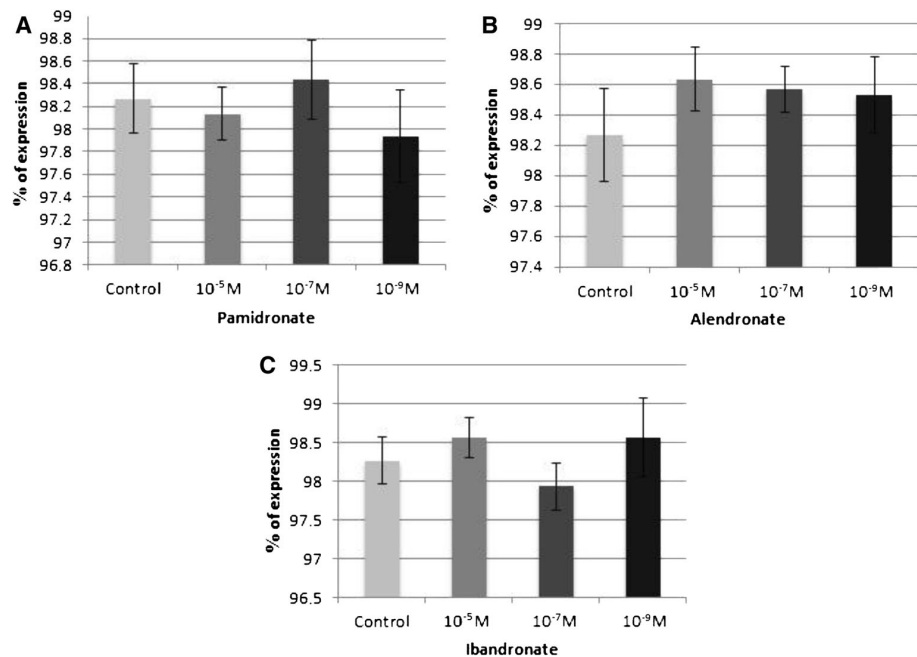 A
% of expression
99
98.8
98.6
98.4
98.2
98
97.8
97.6
97.4
97.2
97
96.8
Control 10⁻⁵M 10⁻⁷M 10⁻⁹M
Pamidronate
B
% of expression
99
98.8
98.6
98.4
98.2
98
97.8
97.6
97.4
Control 10⁻⁵M 10⁻⁷M 10⁻⁹M
Alendronate
C
% of expression
99.5
99
98.5
98
97.5
97
96.5
Control 10⁻⁵M 10⁻⁷M 10⁻⁹M
Ibandronate